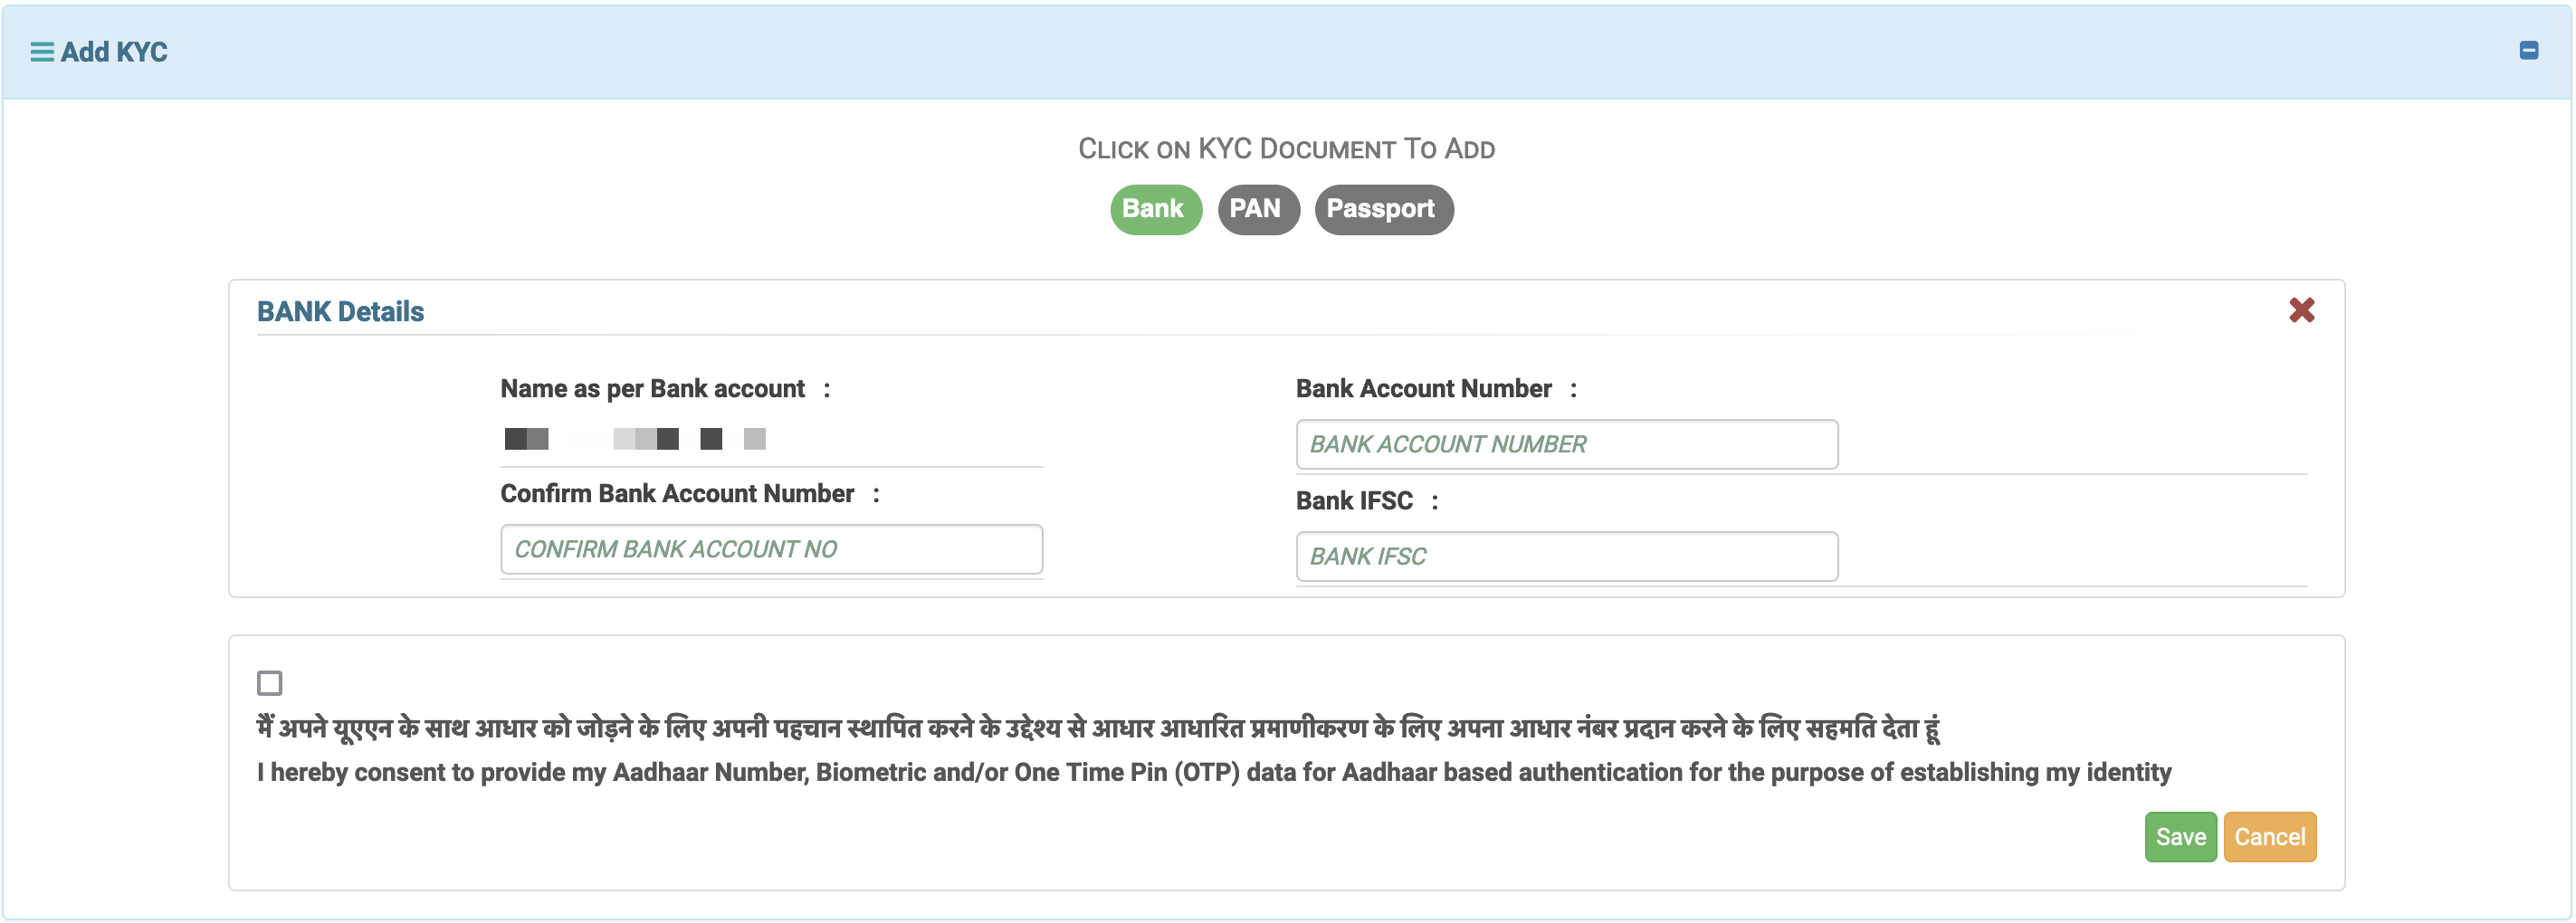 Add KYC
CLICK ON KYC DOCUMENT TO ADD
Bank PAN Passport
BANK Details
Name as per Bank account :
Bank Account Number :
BANK ACCOUNT NUMBER
Confirm Bank Account Number :
CONFIRM BANK ACCOUNT NO
Bank IFSC :
BANK IFSC
मैं अपने यूएएन के साथ आधार को जोड़ने के लिए अपनी पहचान स्थापित करने के उद्देश्य से आधार आधारित प्रमाणीकरण के लिए अपना आधार नंबर प्रदान करने के लिए सहमति देता हूं
I hereby consent to provide my Aadhaar Number, Biometric and/or One Time Pin (OTP) data for Aadhaar based authentication for the purpose of establishing my identity
Save Cancel